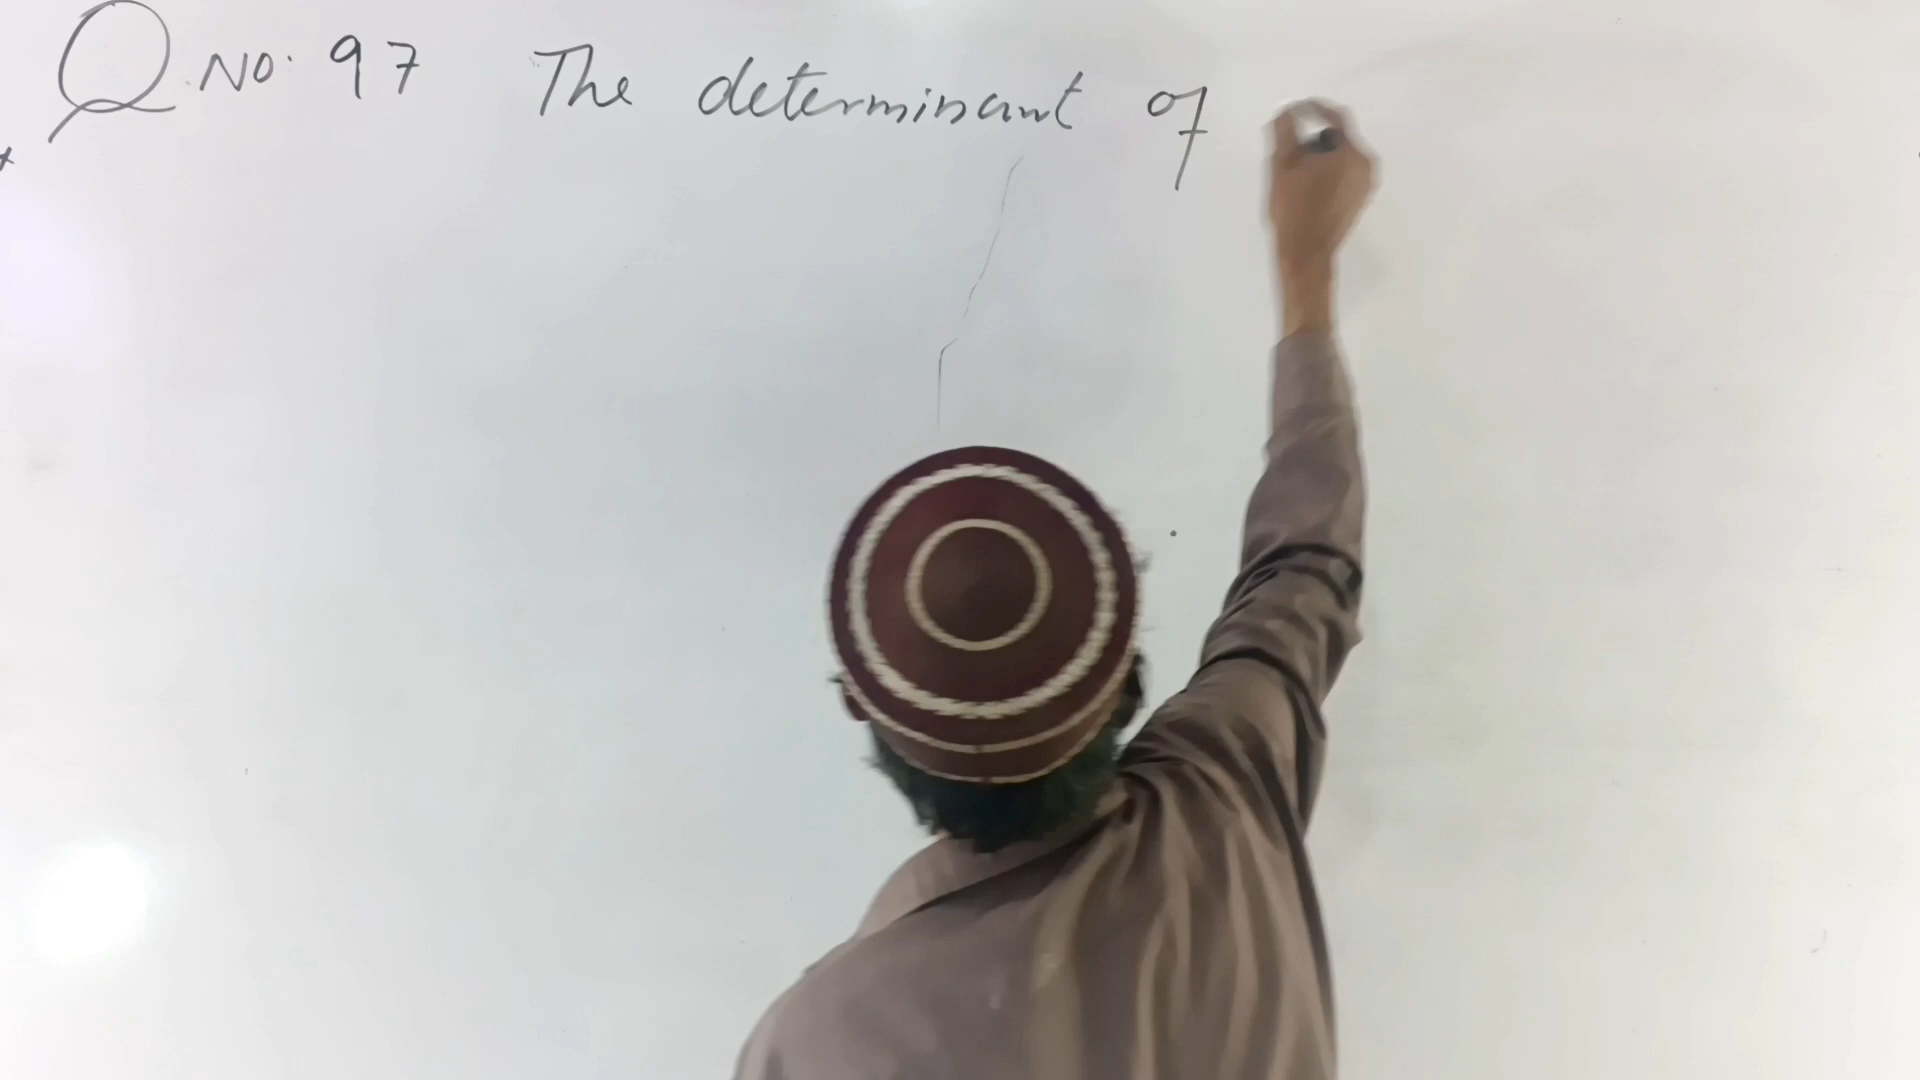 Q.NO. 97 The determinant of